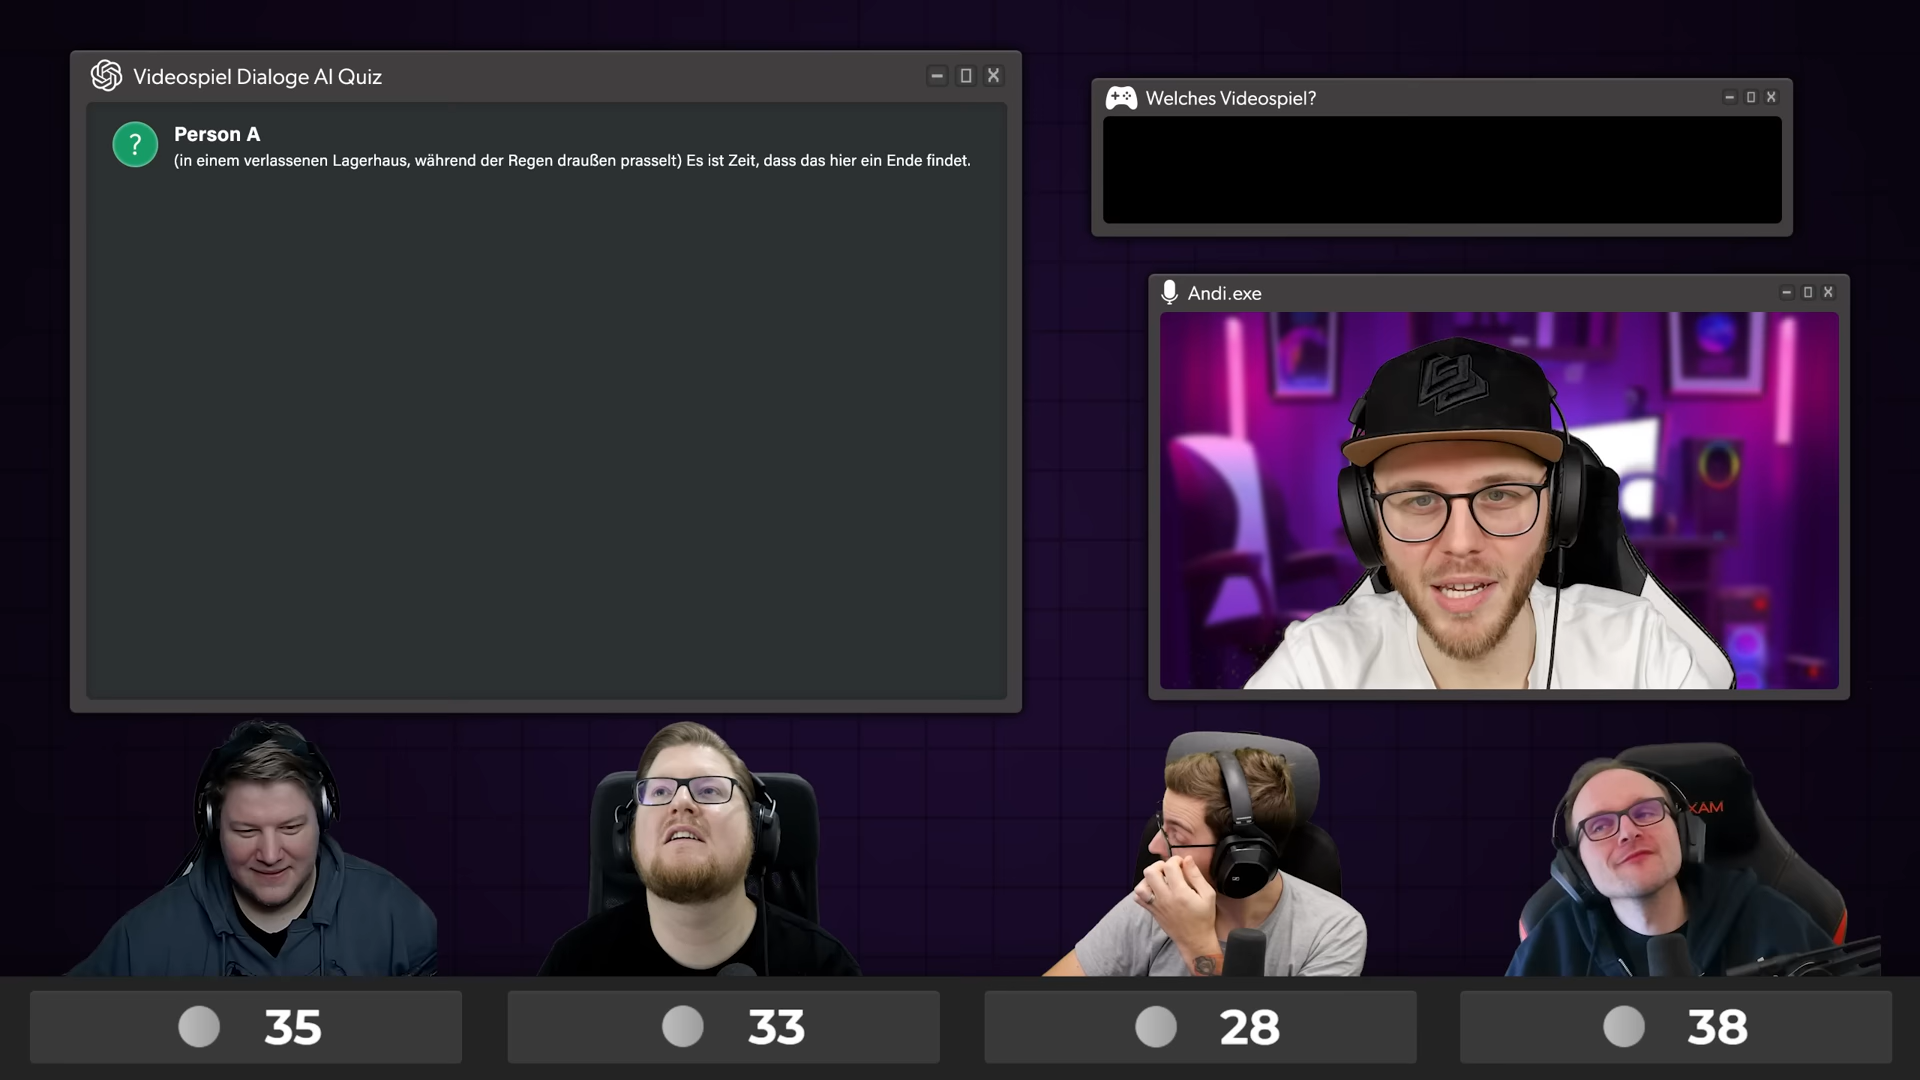 Videospiel Dialoge AI Quiz
Person A
(in einem verlassenen Lagerhaus, während der Regen draußen prasselt) Es ist Zeit, dass das hier ein Ende findet.
Welches Videospiel?
Andi.exe
XAM
35
33
28
38